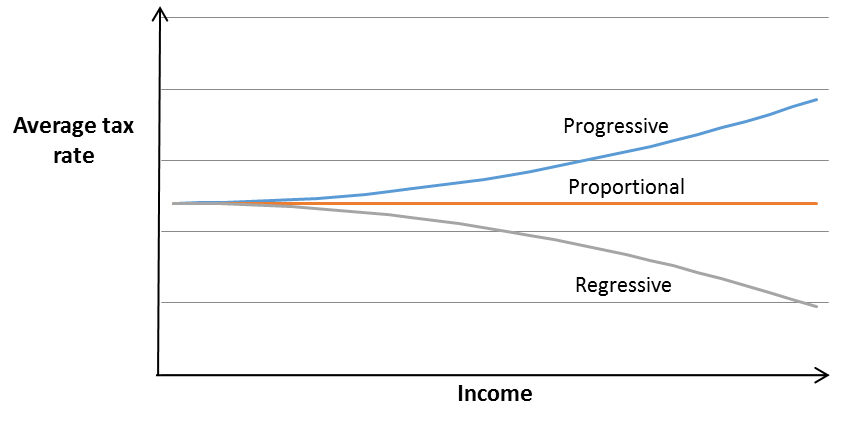 Progressive
Average tax
rate
Proportional
Regressive
Income